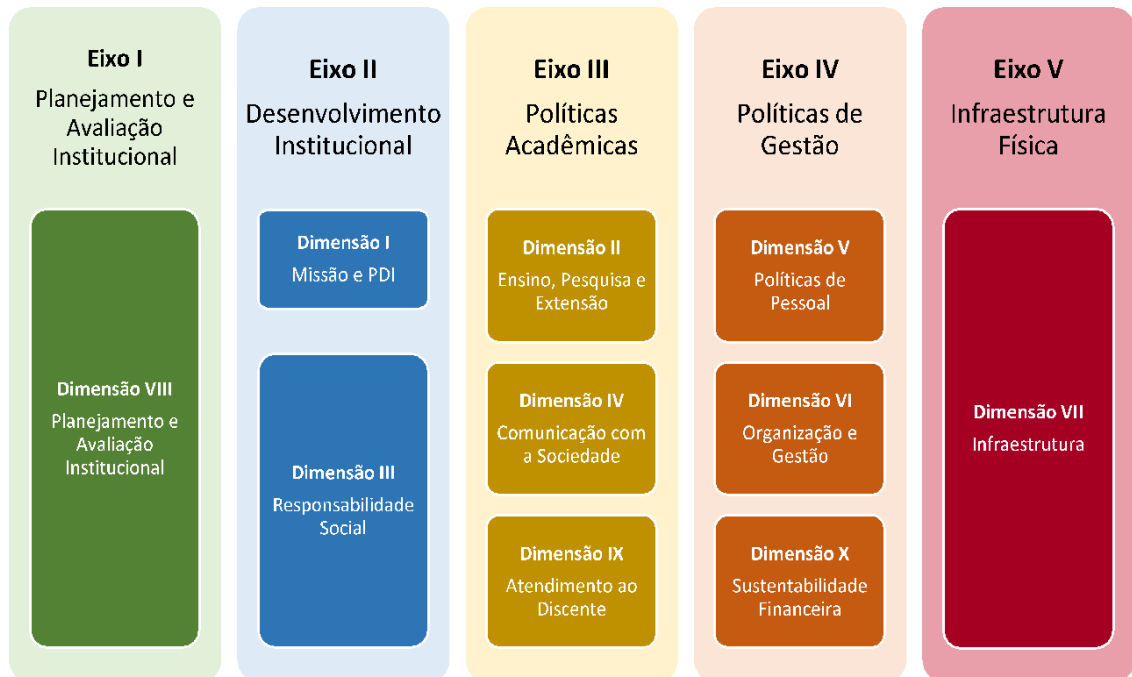 Eixo I
Planejamento e
Avaliação
Institucional
Dimensão VIII
Planejamento e
Avaliação
Institucional
Eixo II
Desenvolvimento
Institucional
Dimensão I
Missão e PDI
Dimensão III
Responsabilidade
Social
Eixo III
Políticas
Acadêmicas
Dimensão II
Ensino, Pesquisa e
Extensão
Dimensão IV
Comunicação com
a Sociedade
Dimensão IX
Atendimento ao
Discente
Eixo IV
Políticas de
Gestão
Dimensão V
Políticas de
Pessoal
Dimensão VI
Organização e
Gestão
Dimensão X
Sustentabilidade
Financeira
Eixo V
Infraestrutura
Física
Dimensão VII
Infraestrutura